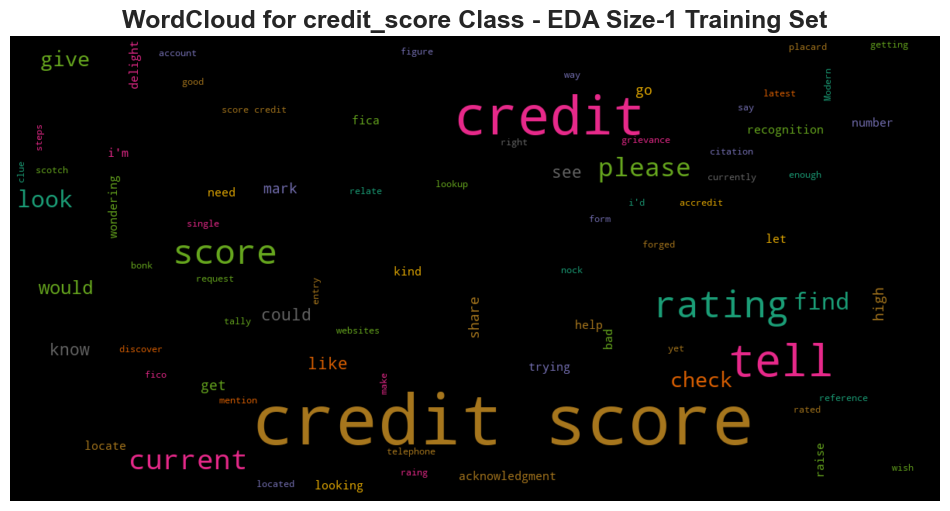 WordCloud for credit_score Class - EDA Size-1 Training Set
give
delight
account
figure
placard
getting
good
way
go
Modern
latest
score credit
credit
say
fica
recognition
number
steps
right
grievance
i'm
citation
clue
scotch
look
wondering
need
mark
relate
lookup
see
please
currently
enough
i'd
accredit
single
form
score
forged
let
bonk
request
kind
nock
would
entry
could
share
rating
find
high
tally
websites
help
bad
know
discover
like
trying
yet
tell
fico
get
make
check
mention
credit score
reference
rated
locate
current
telephone
raing
acknowledgment
located
looking
raise
wish